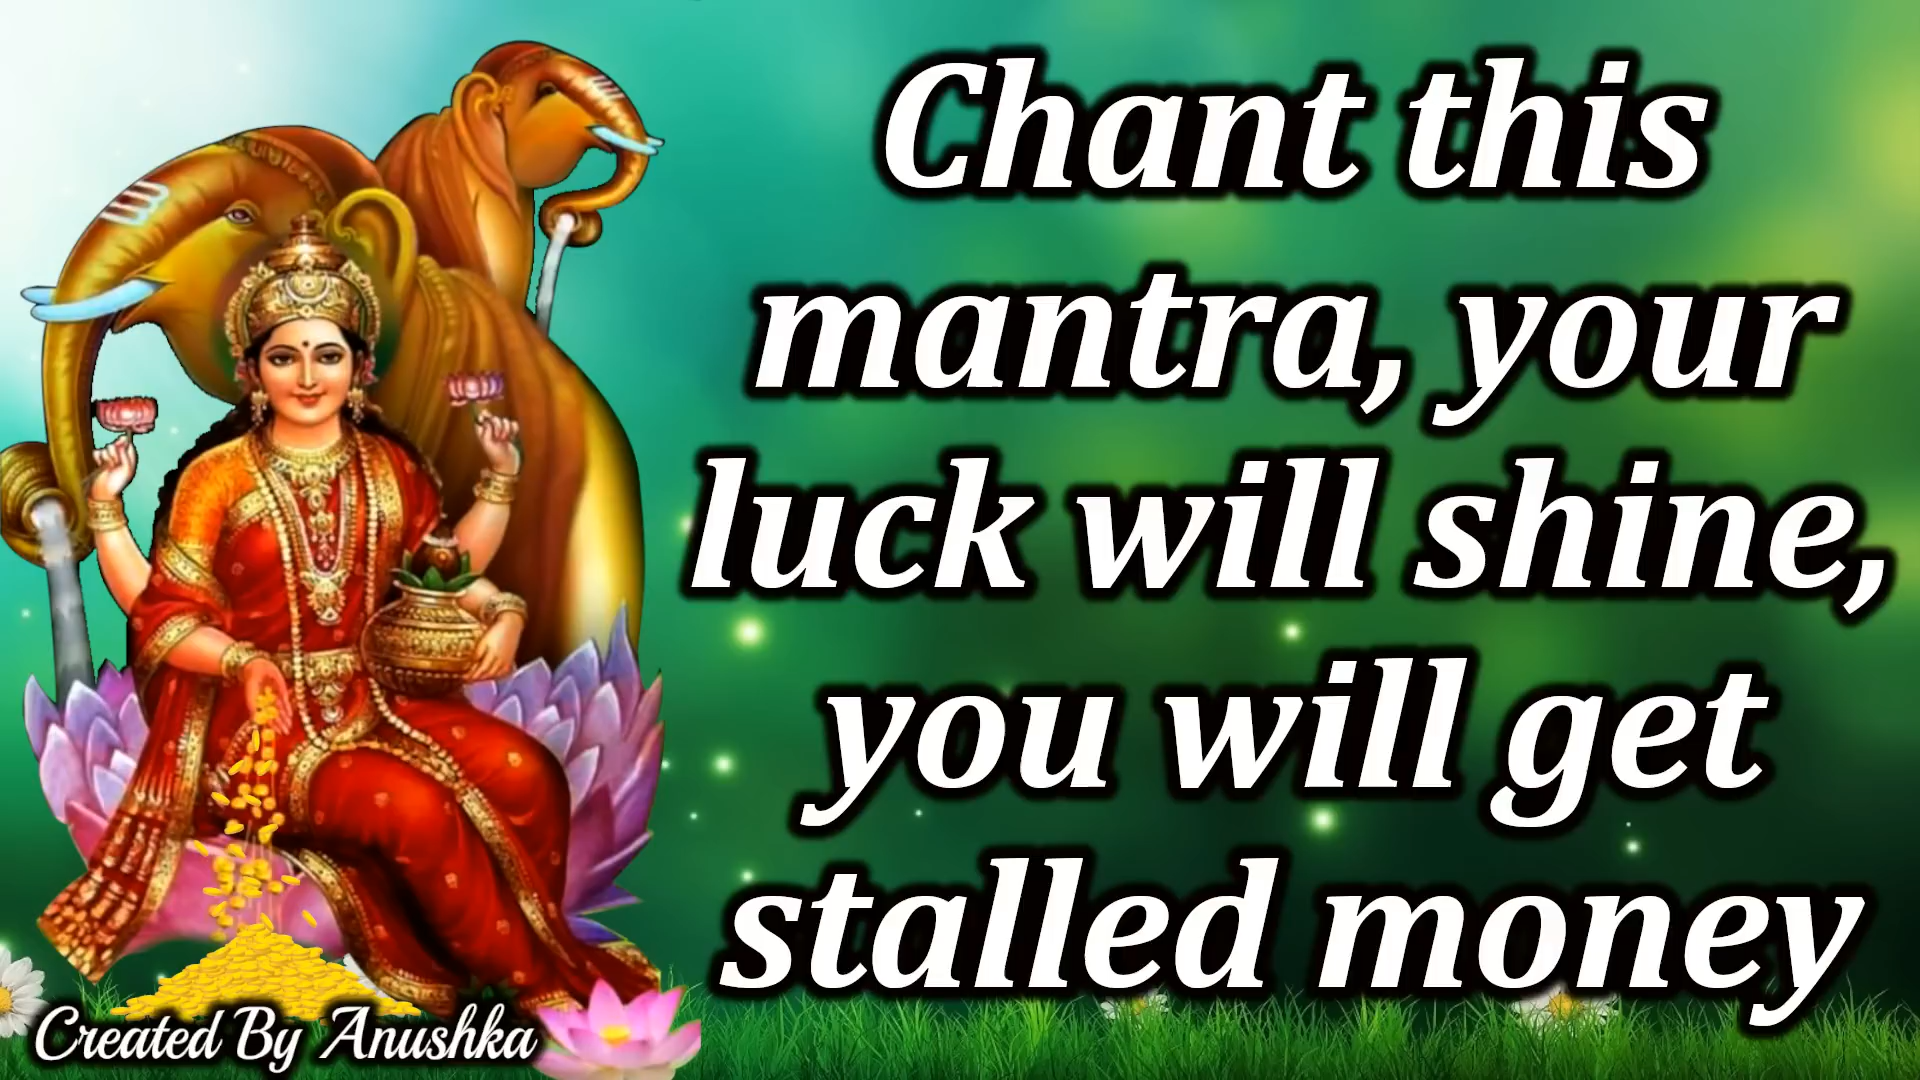 Chant this
mantra, your
luck will shine,
you will get
stalled money
Created By Anushka